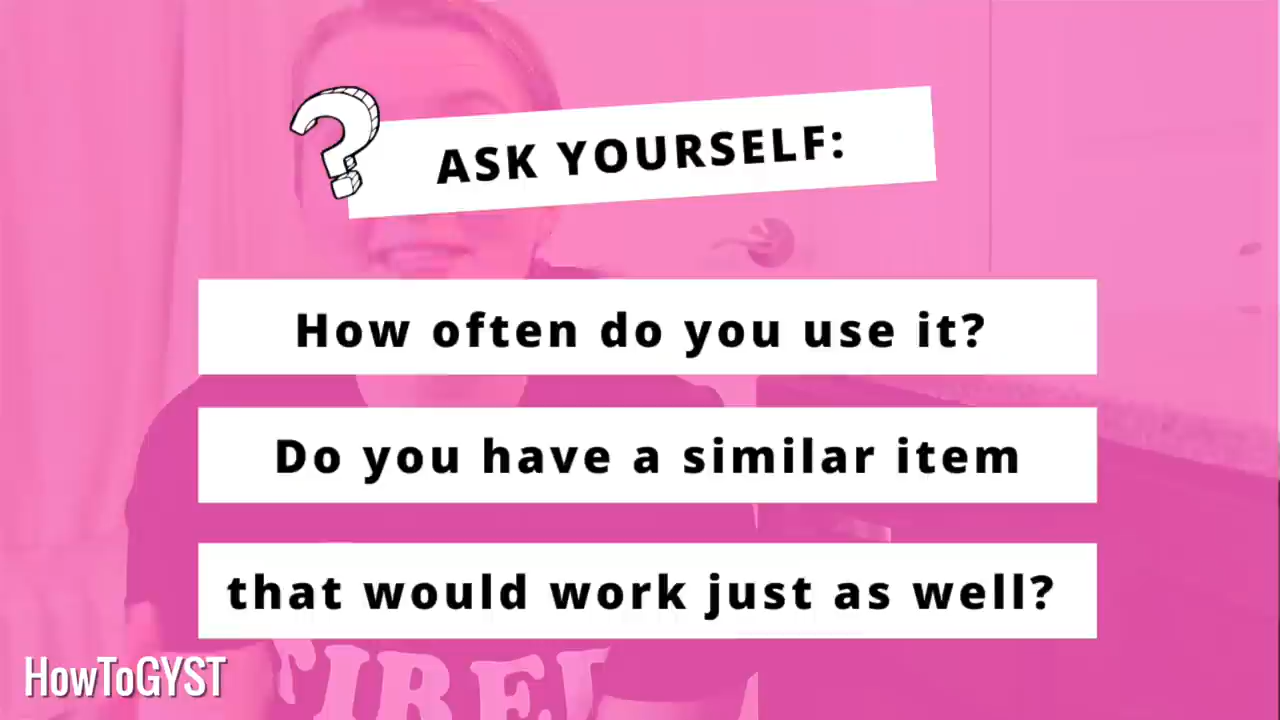 ASK YOURSELF:
How often do you use it?
Do you have a similar item
that would work just as well?
HowToGYST